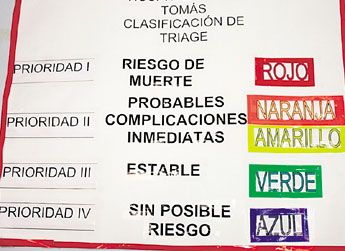 TOMÁS
CLASIFICACIÓN DE
TRIAGE
PRIORIDAD I RIESGO DE MUERTE ROJO
PRIORIDAD II PROBABLES COMPLICACIONES INMEDIATAS NARANJA AMARILLO
PRIORIDAD III ESTABLE VERDE
PRIORIDAD IV SIN POSIBLE RIESGO AZUL